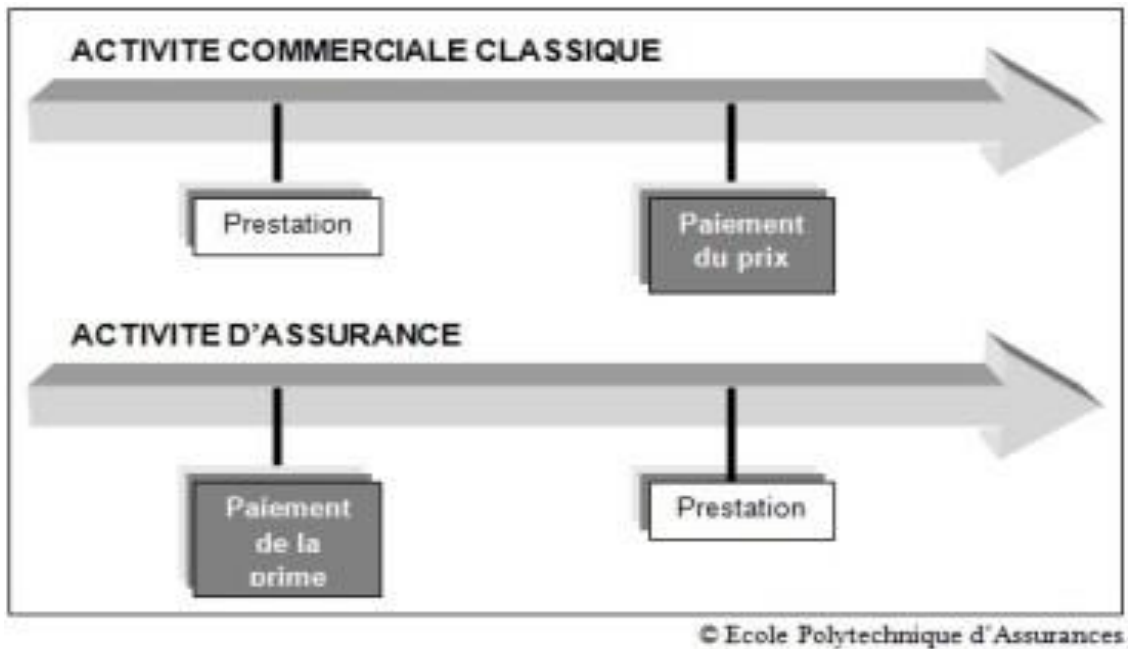 ACTIVITE COMMERCIALE CLASSIQUE
Prestation
Paiement
du prix
ACTIVITE D'ASSURANCE
Paiement
de la
prime
Prestation
© Ecole Polytechnique d'Assurances